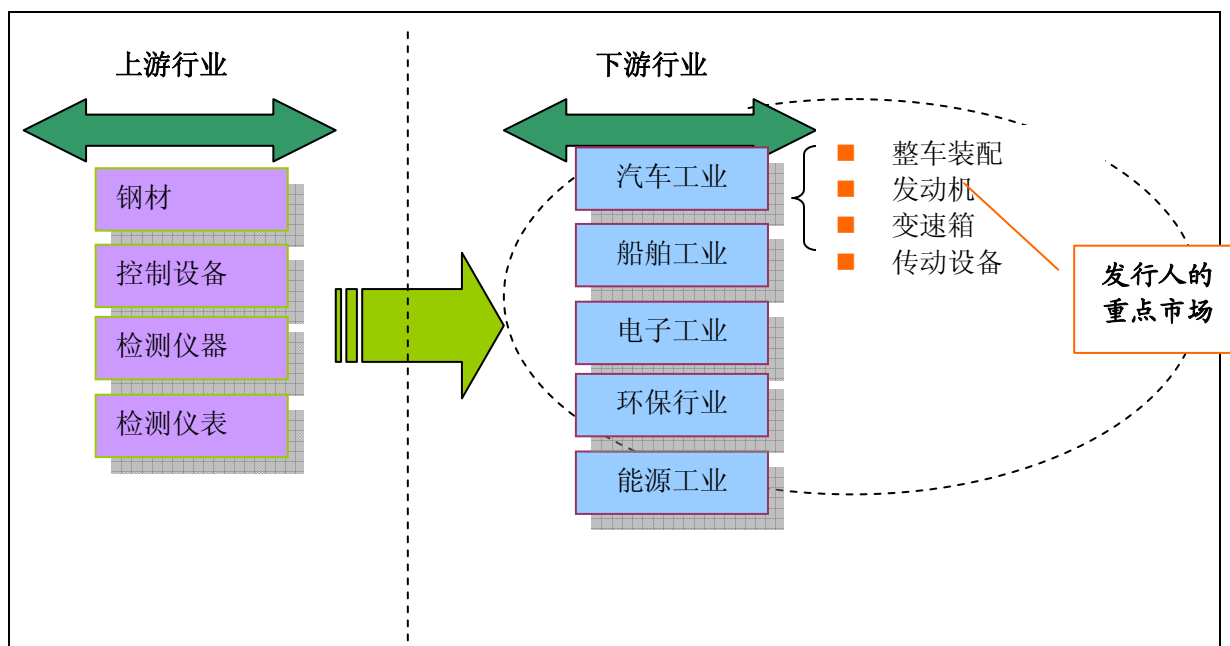 上游行业
下游行业
钢材
控制设备
检测仪器
检测仪表
汽车工业
船舶工业
电子工业
环保行业
能源工业
整车装配
发动机
变速箱
传动设备
发行人的
重点市场